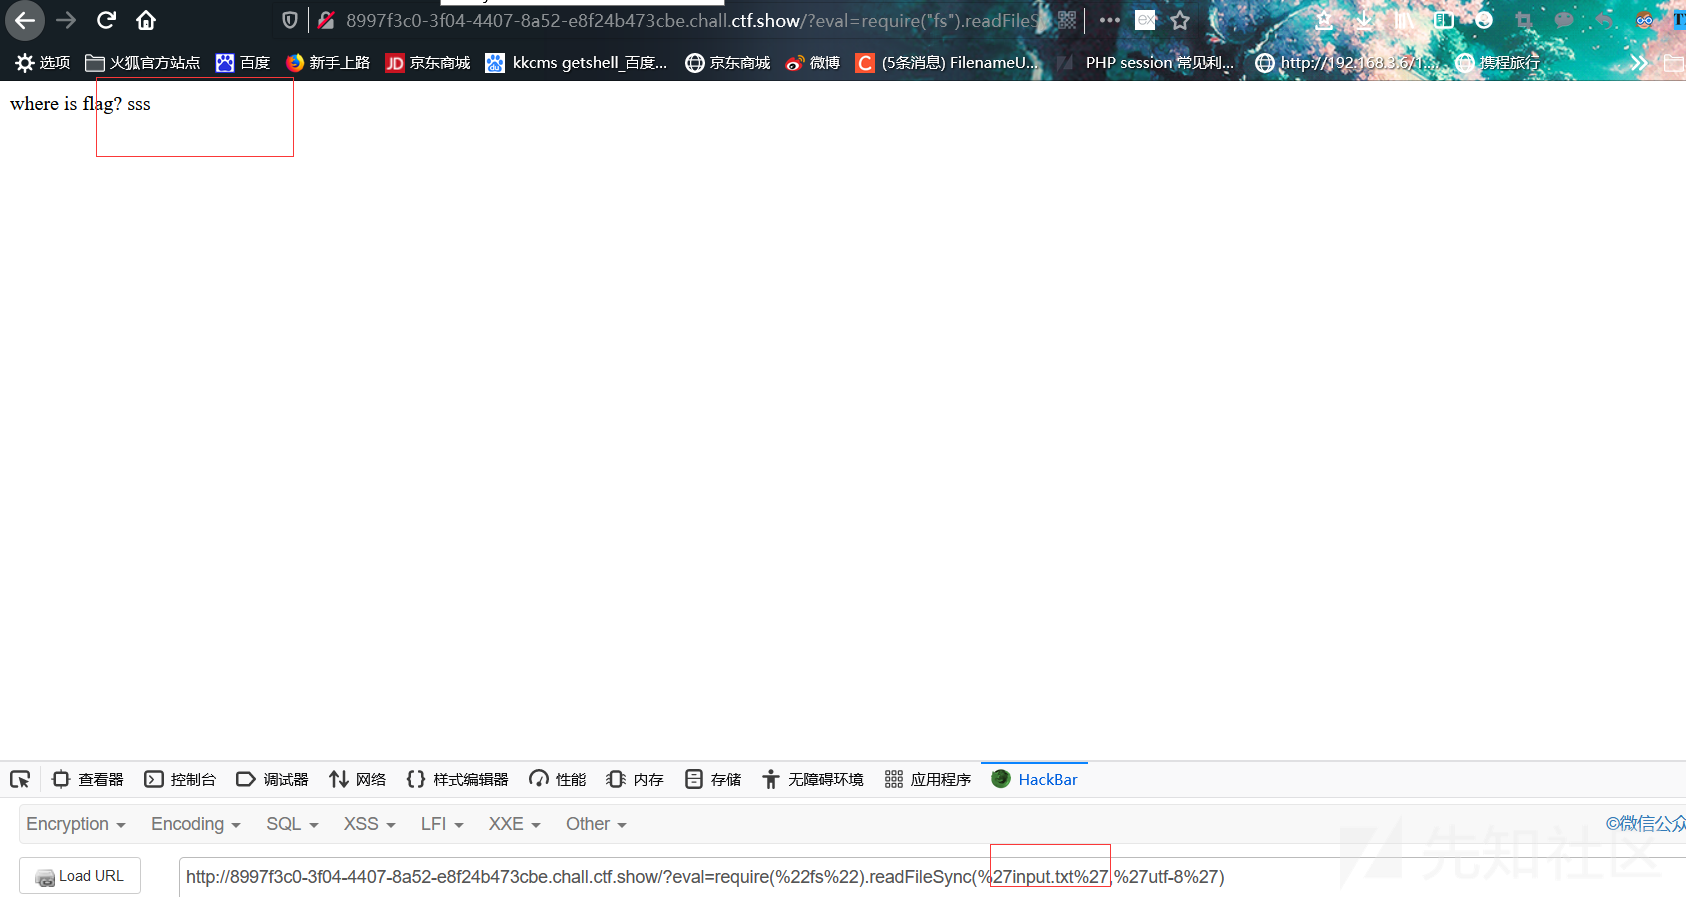 8997f3c0-3f04-4407-8a52-e8f24b473cbe.chall.ctf.show/?eval=require("fs").readFileS
选项 火狐官方站点 百度 新手上路 JD 京东商城 kkcms getshell_百度... 京东商城 微博 C (5条消息) FilenameU... PHP session 常见利... http://192.168.3.6/1.... 携程旅行
where is flag? sss
查看器 控制台 调试器 网络 样式编辑器 性能 内存 存储 无障碍环境 应用程序 HackBar
Encryption Encoding SQL XSS LFI XXE Other ©微信公众
Load URL http://8997f3c0-3f04-4407-8a52-e8f24b473cbe.chall.ctf.show/?eval=require(%22fs%22).readFileSync(%27input.txt%27,%27utf-8%27)
先知社区